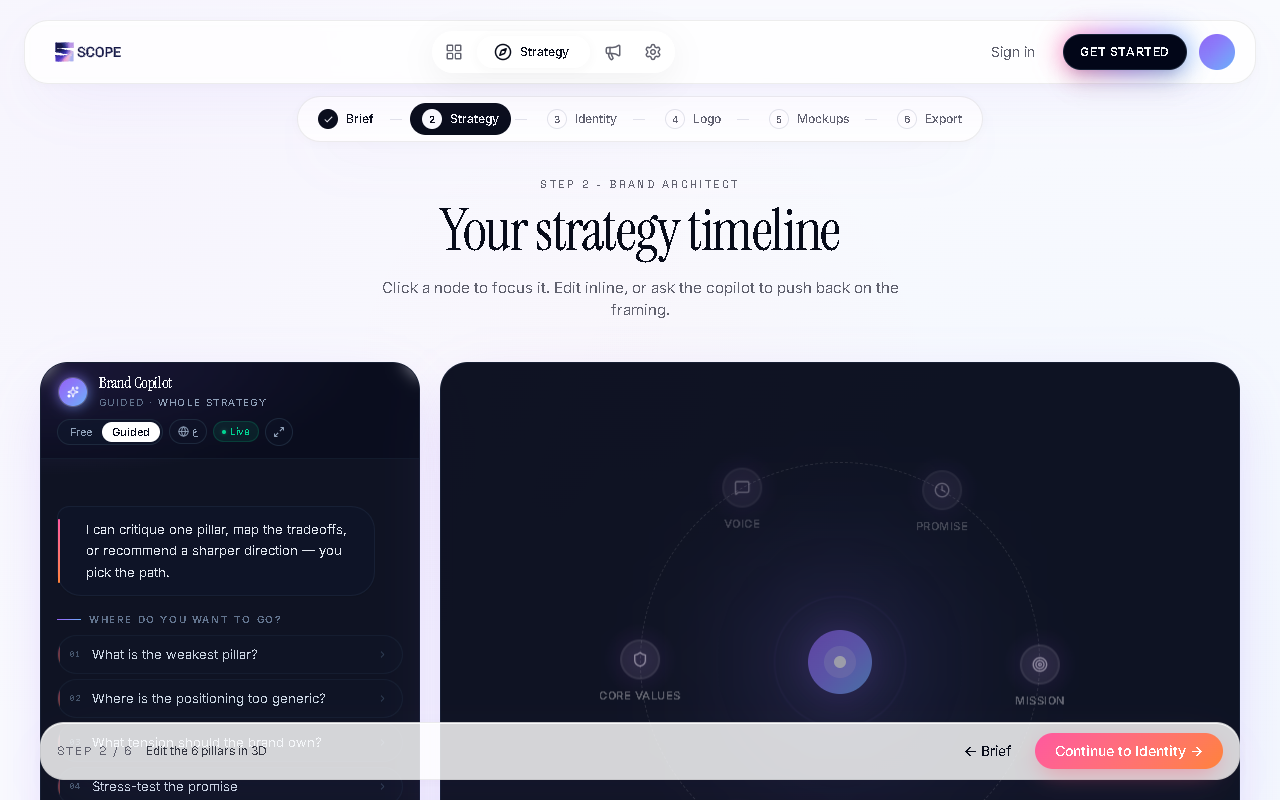 SCOPE
Strategy
Sign in
GET STARTED
Brief
2 Strategy
3 Identity
4 Logo
5 Mockups
6 Export
STEP 2 - BRAND ARCHITECT
Your strategy timeline
Click a node to focus it. Edit inline, or ask the copilot to push back on the
framing.
Brand Copilot
GUIDED · WHOLE STRATEGY
Free
Guided
ع
Live
I can critique one pillar, map the tradeoffs,
or recommend a sharper direction — you
pick the path.
WHERE DO YOU WANT TO GO?
01 What is the weakest pillar?
02 Where is the positioning too generic?
What tension should the brand own?
04 Stress-test the promise
VOICE
PROMISE
CORE VALUES
MISSION
STEP 2 / 6
Edit the 6 pillars in 3D
← Brief
Continue to Identity →